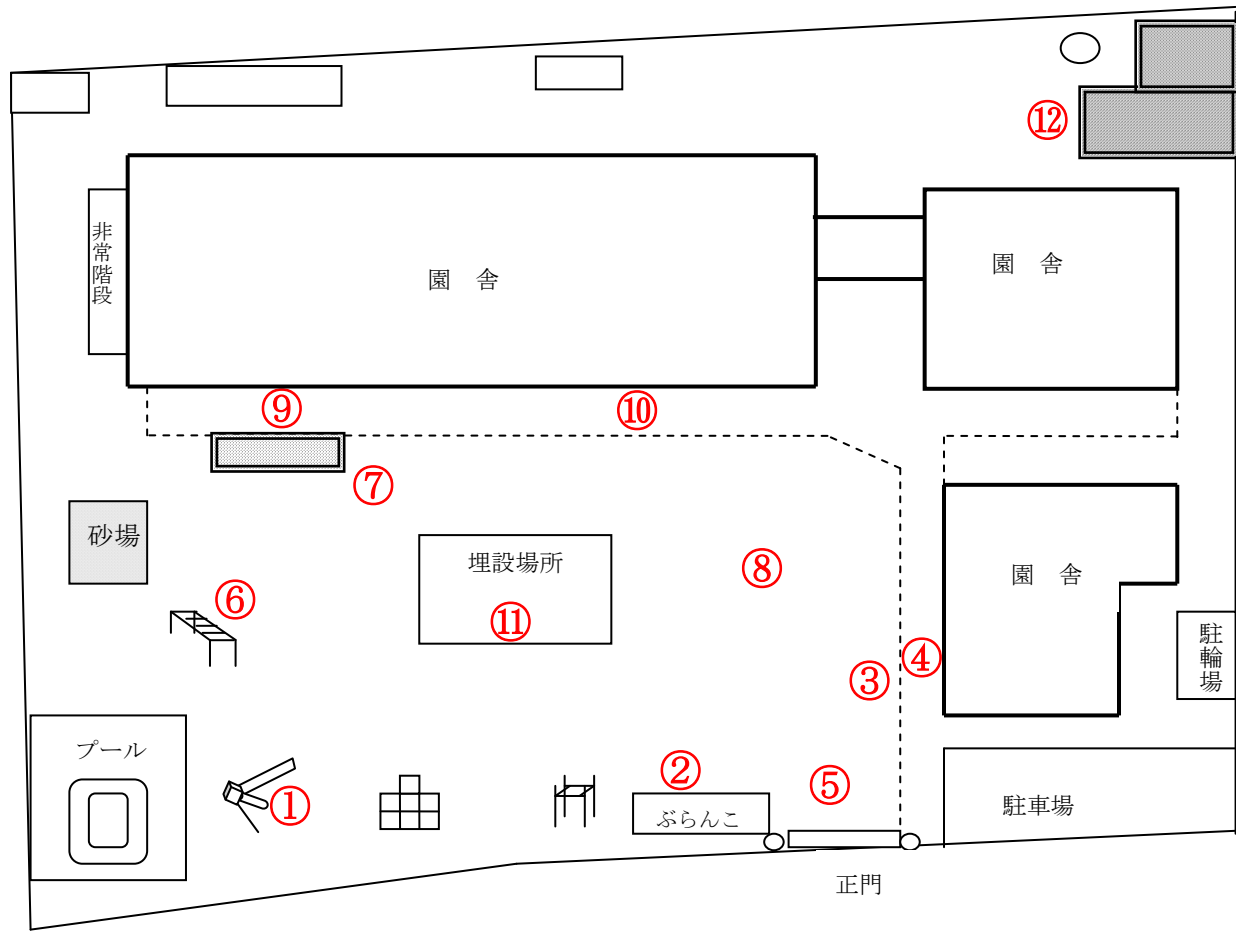 ⑫
非常階段
園　舎
園　舎
⑨
⑩
⑦
砂場
埋設場所
⑧
園　舎
⑥
⑪
④
③
駐輪場
プール
①
②
⑤
ぶらんこ
駐車場
正門